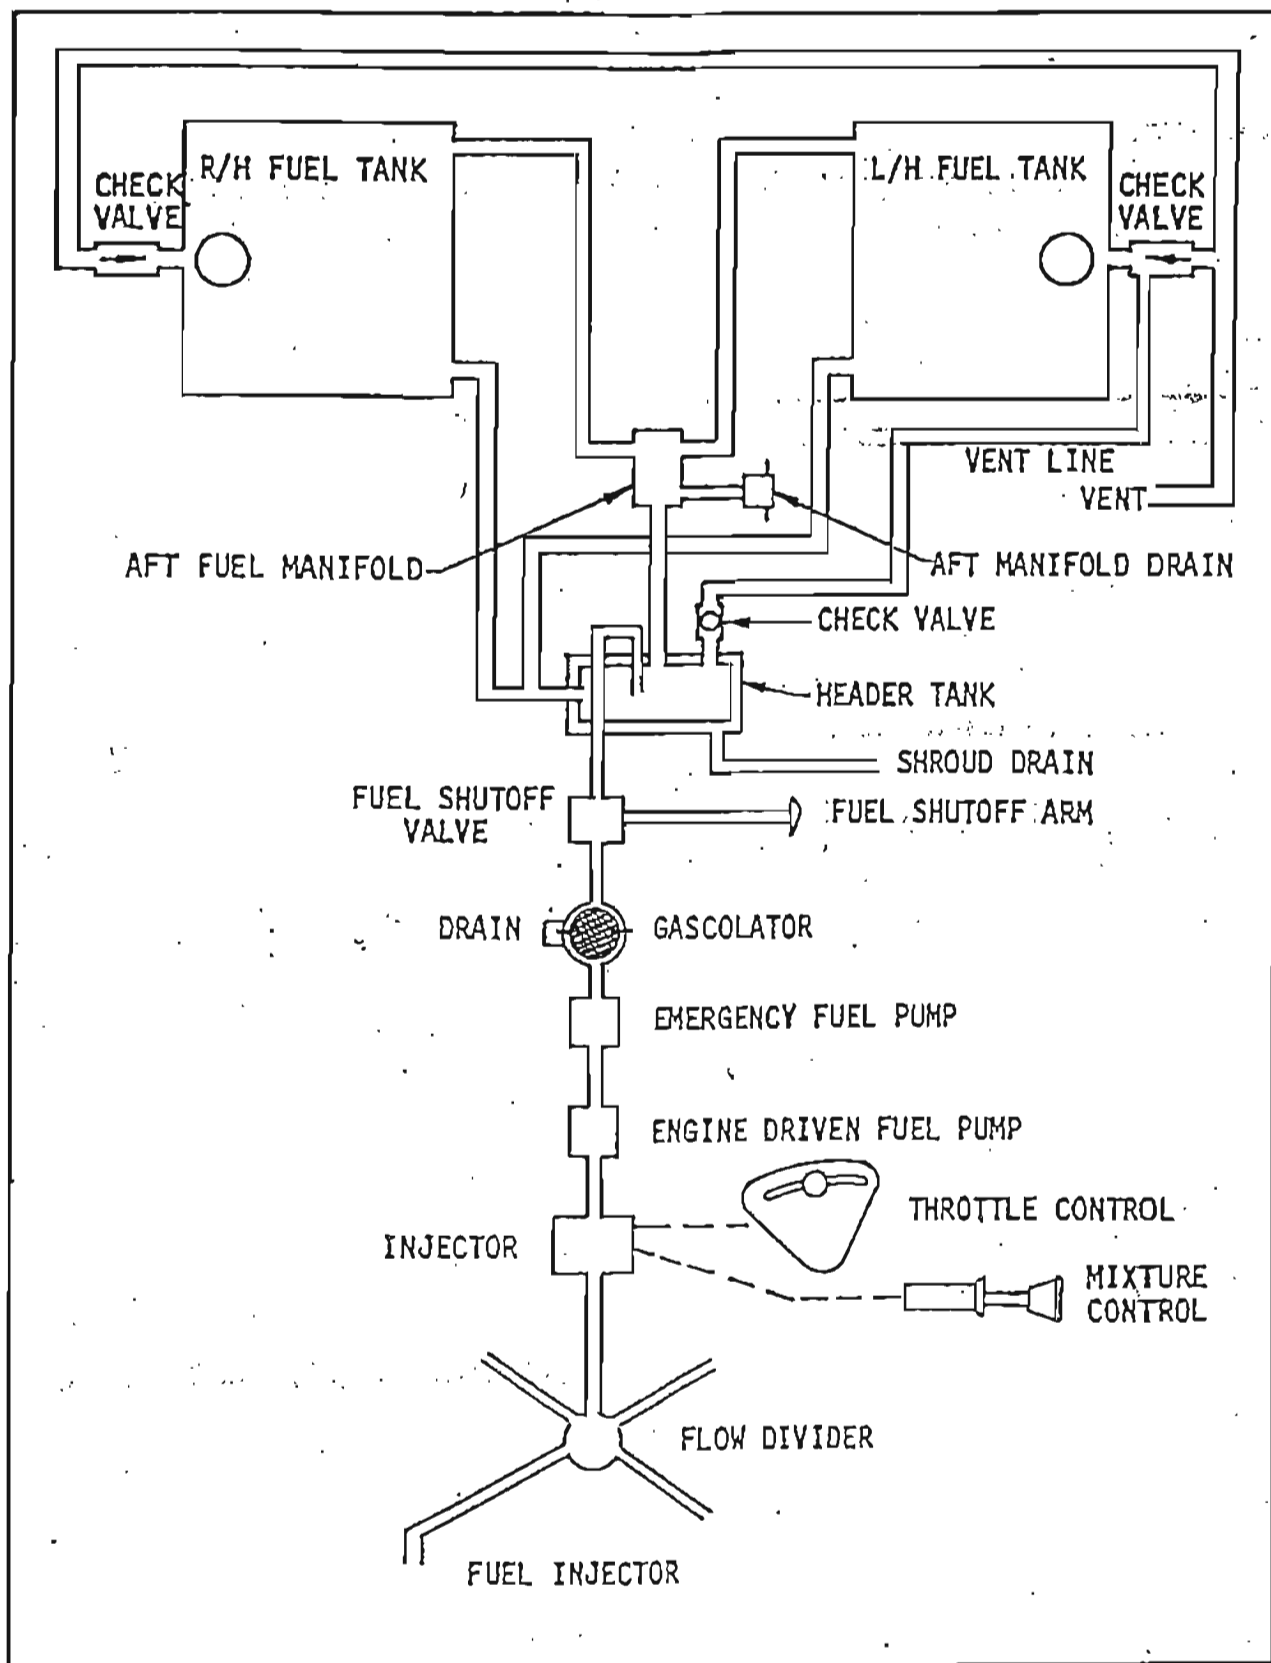 R/H FUEL TANK
L/H FUEL TANK
CHECK
VALVE
CHECK
VALVE
VENT LINE
VENT
AFT FUEL MANIFOLD
AFT MANIFOLD DRAIN
CHECK VALVE
HEADER TANK
SHROUD DRAIN
FUEL SHUTOFF
VALVE
FUEL SHUTOFF ARM
DRAIN
GASCOLATOR
EMERGENCY FUEL PUMP
ENGINE DRIVEN FUEL PUMP
THROTTLE CONTROL
INJECTOR
MIXTURE
CONTROL
FLOW DIVIDER
FUEL INJECTOR